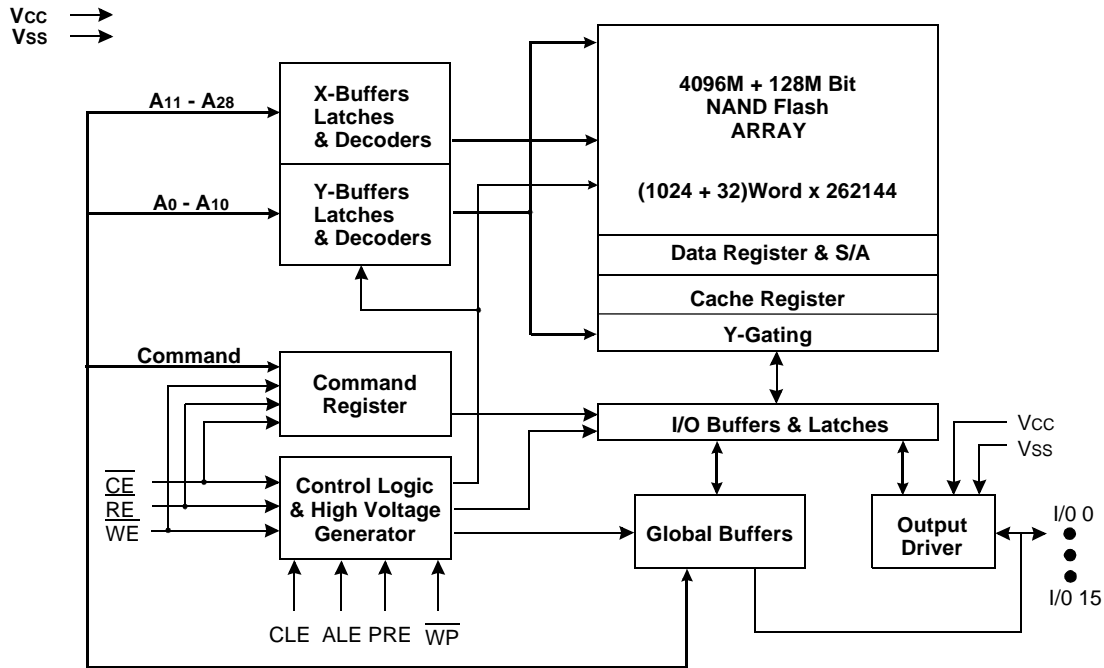 VCC
VSS
A11 - A28
X-Buffers
Latches
& Decoders
A0 - A10
Y-Buffers
Latches
& Decoders
4096M + 128M Bit
NAND Flash
ARRAY
(1024 + 32)Word x 262144
Data Register & S/A
Cache Register
Y-Gating
Command
Command
Register
I/O Buffers & Latches
VCC
VSS
CE
RE
WE
Control Logic
& High Voltage
Generator
Global Buffers
Output
Driver
I/0 0
I/0 15
CLE ALE PRE WP